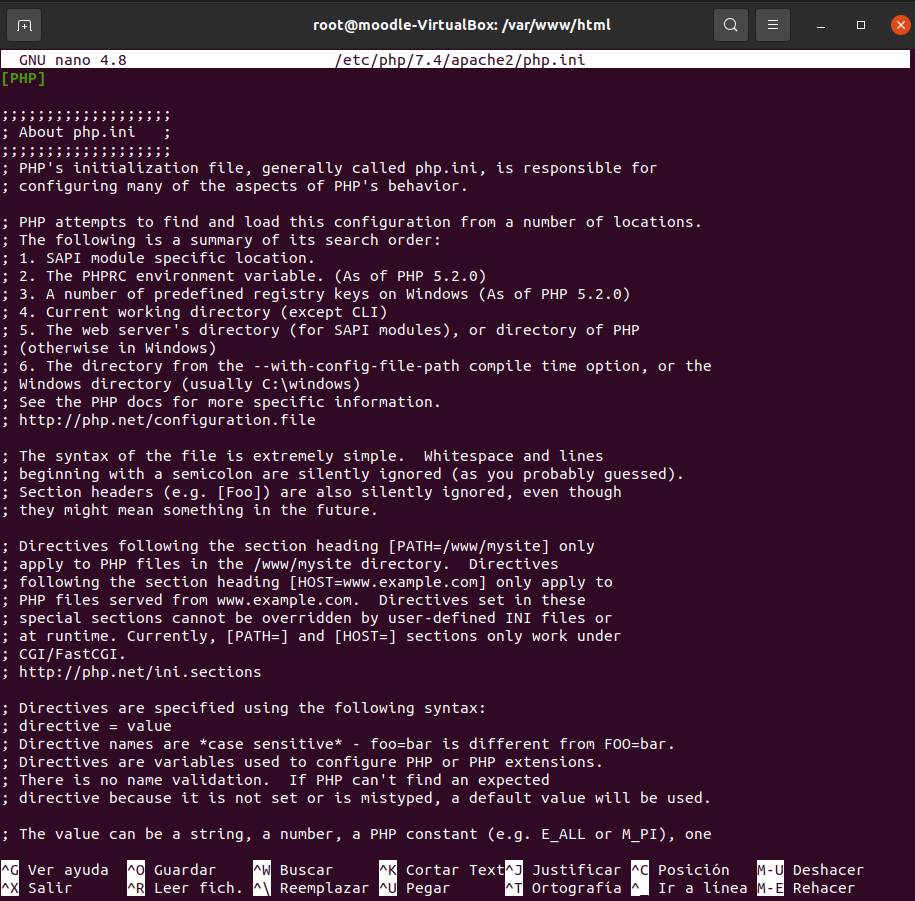 root@moodle-VirtualBox: /var/www/html
GNU nano 4.8 /etc/php/7.4/apache2/php.ini
[PHP]
;;;;;;;;;;;;;;;;;;;
; About php.ini   ;
;;;;;;;;;;;;;;;;;;;
; PHP's initialization file, generally called php.ini, is responsible for
; configuring many of the aspects of PHP's behavior.
; PHP attempts to find and load this configuration from a number of locations.
; The following is a summary of its search order:
; 1. SAPI module specific location.
; 2. The PHPRC environment variable. (As of PHP 5.2.0)
; 3. A number of predefined registry keys on Windows (As of PHP 5.2.0)
; 4. Current working directory (except CLI)
; 5. The web server's directory (for SAPI modules), or directory of PHP
; (otherwise in Windows)
; 6. The directory from the --with-config-file-path compile time option, or the
; Windows directory (usually C:\windows)
; See the PHP docs for more specific information.
; http://php.net/configuration.file
; The syntax of the file is extremely simple.  Whitespace and lines
; beginning with a semicolon are silently ignored (as you probably guessed).
; Section headers (e.g. [Foo]) are also silently ignored, even though
; they might mean something in the future.
; Directives following the section heading [PATH=/www/mysite] only
; apply to PHP files in the /www/mysite directory.  Directives
; following the section heading [HOST=www.example.com] only apply to
; PHP files served from www.example.com.  Directives set in these
; special sections cannot be overridden by user-defined INI files or
; at runtime. Currently, [PATH=] and [HOST=] sections only work under
; CGI/FastCGI.
; http://php.net/ini.sections
; Directives are specified using the following syntax:
; directive = value
; Directive names are *case sensitive* - foo=bar is different from FOO=bar.
; Directives are variables used to configure PHP or PHP extensions.
; There is no name validation.  If PHP can't find an expected
; directive because it is not set or is mistyped, a default value will be used.
; The value can be a string, a number, a PHP constant (e.g. E_ALL or M_PI), one
^G Ver ayuda ^O Guardar ^W Buscar ^K Cortar Text ^J Justificar ^C Posición M-U Deshacer
^X Salir ^R Leer fich. ^\ Reemplazar ^U Pegar ^T Ortografía ^_ Ir a línea M-E Rehacer